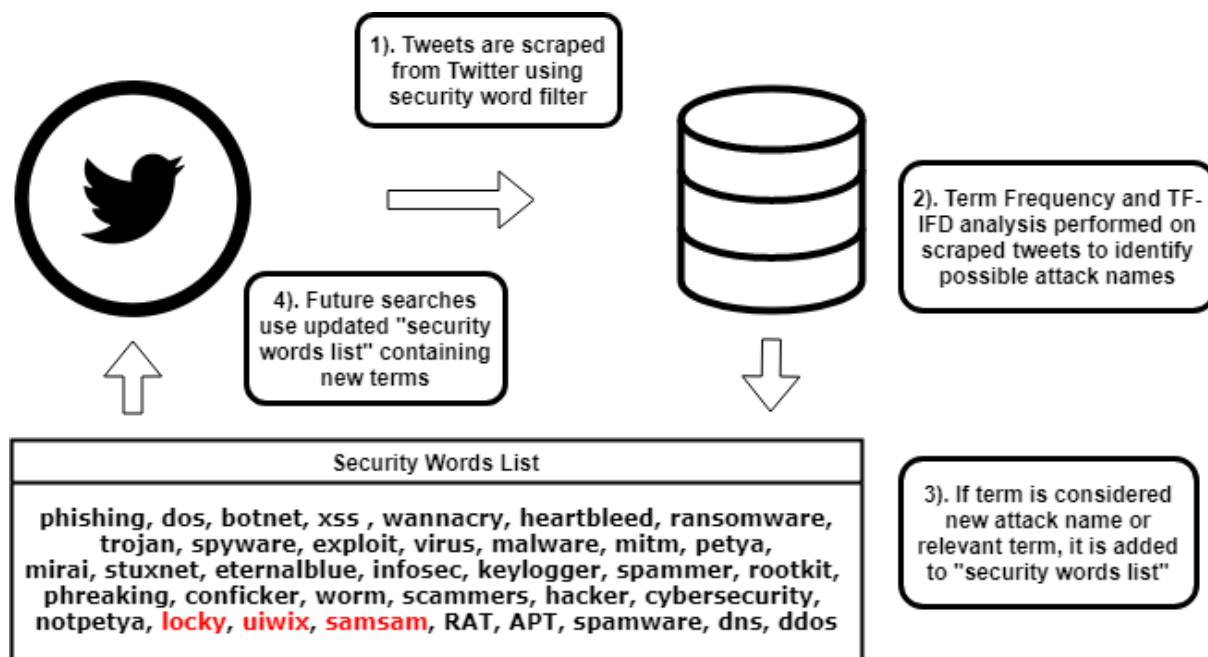 1). Tweets are scraped
from Twitter using
security word filter
2). Term Frequency and TF-
IFD analysis performed on
scraped tweets to identify
possible attack names
4). Future searches
use updated "security
words list" containing
new terms
Security Words List
phishing, dos, botnet, xss , wannacry, heartbleed, ransomware,
trojan, spyware, exploit, virus, malware, mitm, petya,
mirai, stuxnet, eternalblue, infosec, keylogger, spammer, rootkit,
phreaking, conficker, worm, scammers, hacker, cybersecurity,
notpetya, locky, uiwix, samsam, RAT, APT, spamware, dns, ddos
3). If term is considered
new attack name or
relevant term, it is added
to "security words list"